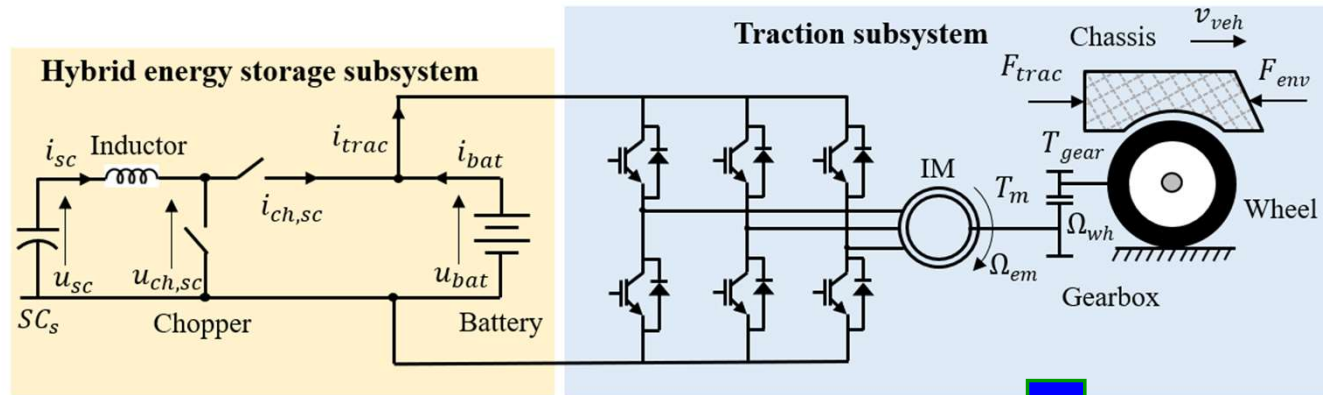 Hybrid energy storage subsystem
i_sc
Inductor
i_trac
i_bat
i_ch,sc
u_sc
u_ch,sc
u_bat
SC_s
Chopper
Battery
Traction subsystem
Chassis
v_veh
F_trac
F_env
T_gear
IM
T_m
Ω_wh
Wheel
Ω_em
Gearbox